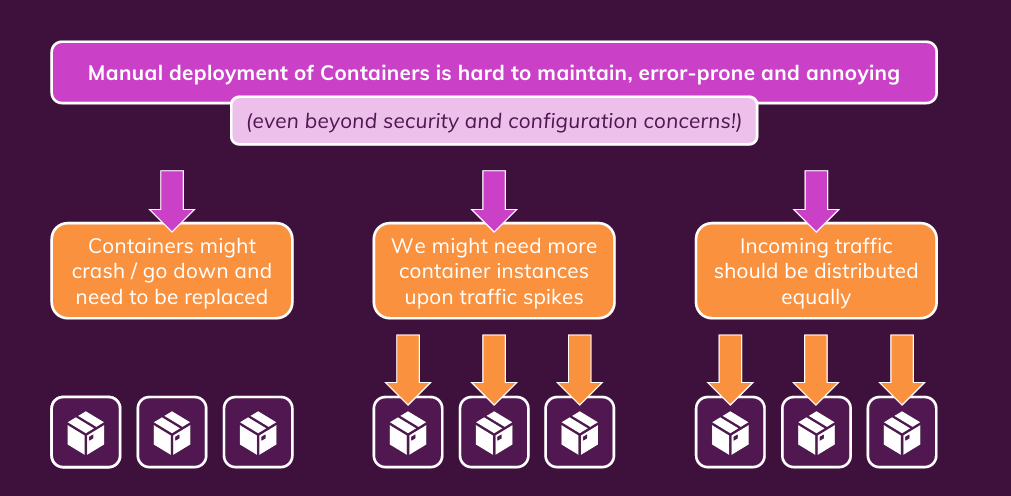 Manual deployment of Containers is hard to maintain, error-prone and annoying
(even beyond security and configuration concerns!)
Containers might
crash / go down and
need to be replaced
We might need more
container instances
upon traffic spikes
Incoming traffic
should be distributed
equally